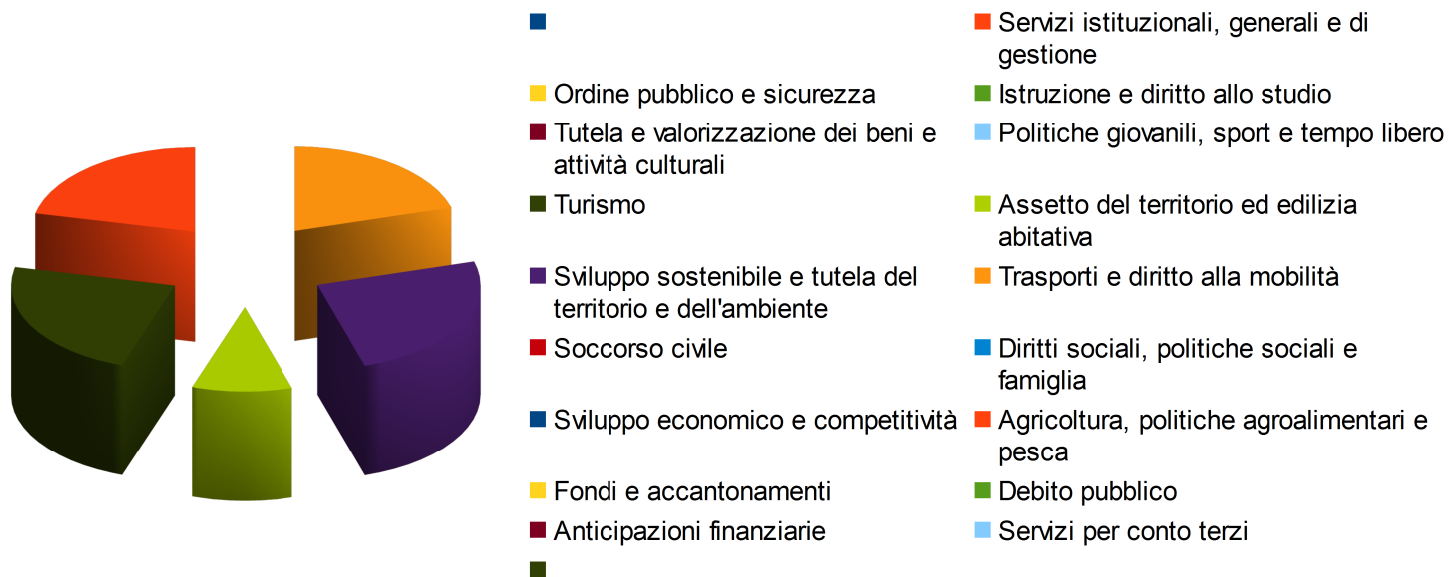 Servizi istituzionali, generali e di
gestione
Ordine pubblico e sicurezza
Istruzione e diritto allo studio
Tutela e valorizzazione dei beni e
attività culturali
Politiche giovanili, sport e tempo libero
Turismo
Assetto del territorio ed edilizia
abitativa
Sviluppo sostenibile e tutela del
territorio e dell'ambiente
Trasporti e diritto alla mobilità
Soccorso civile
Diritti sociali, politiche sociali e
famiglia
Sviluppo economico e competitività
Agricoltura, politiche agroalimentari e
pesca
Fondi e accantonamenti
Debito pubblico
Anticipazioni finanziarie
Servizi per conto terzi